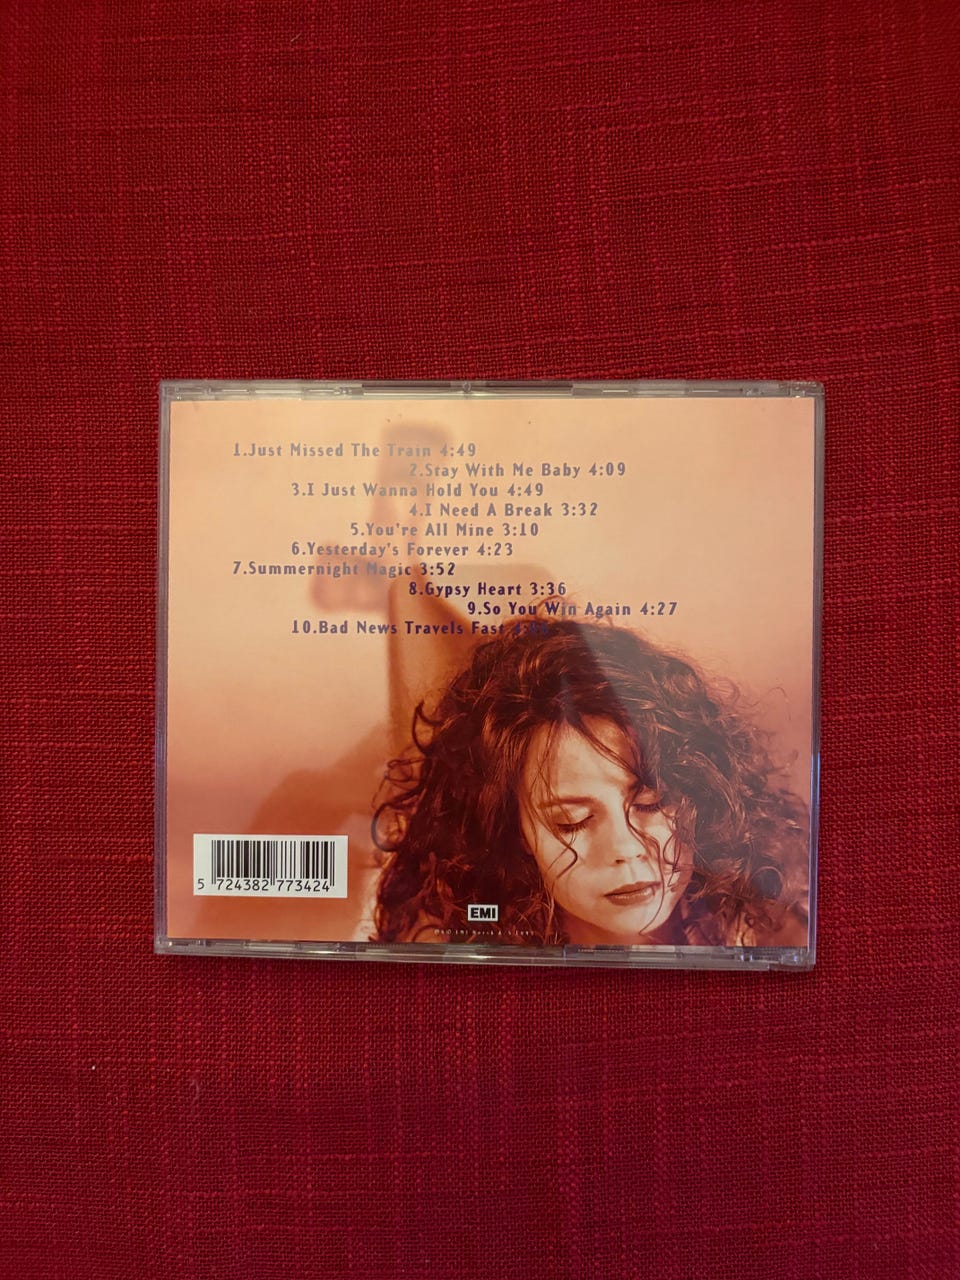 1.Just Missed The Train 4:49
2.Stay With Me Baby 4:09
3.I Just Wanna Hold You 4:49
4.I Need A Break 3:32
5.You're All Mine 3:10
6.Yesterday's Forever 4:23
7.Summernight Magic 3:52
8.Gypsy Heart 3:36
9.So You Win Again 4:27
10.Bad News Travels Fast
5 724382 773424
EMI
EMI Norsk A/S